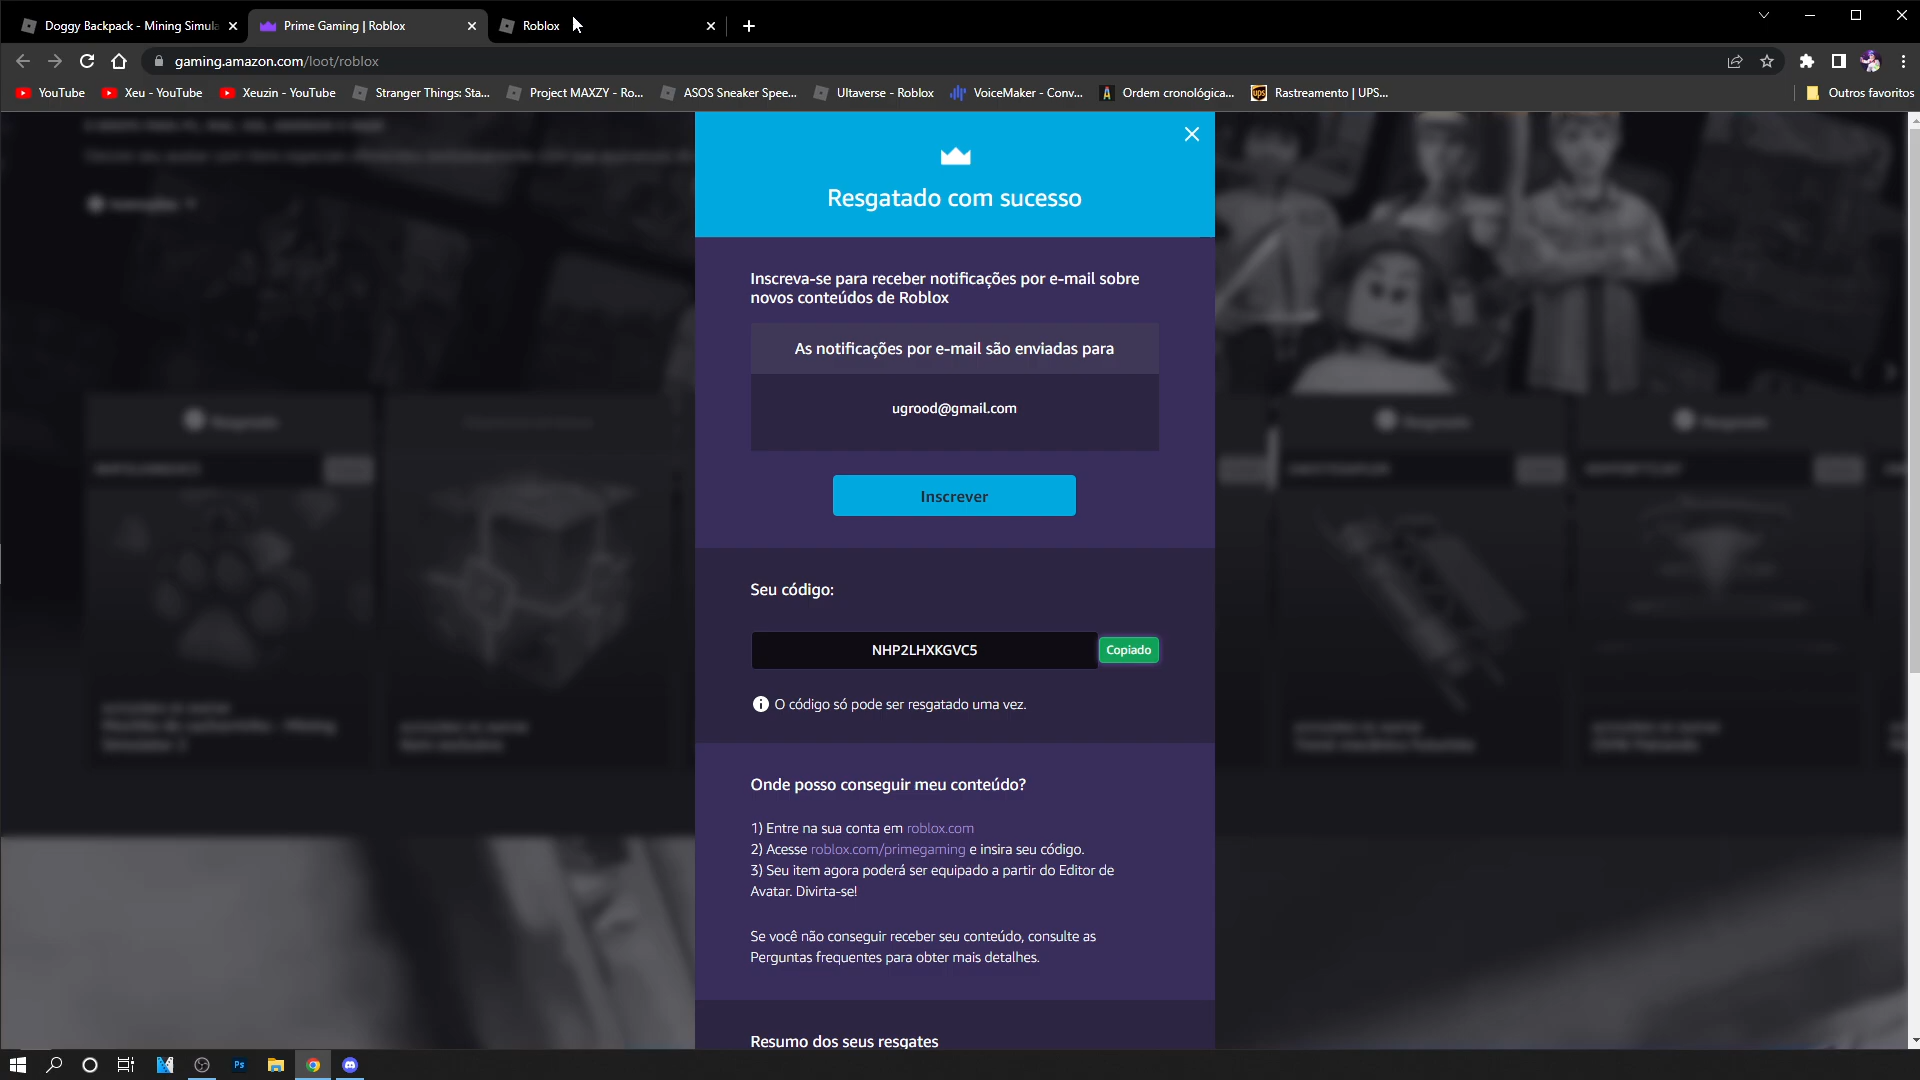 Doggy Backpack - Mining Simula
Prime Gaming | Roblox
Roblox
gaming.amazon.com/loot/roblox
YouTube
Xeu - YouTube
Xeuzin - YouTube
Stranger Things: Sta...
Project MAXZY - Ro...
ASOS Sneaker Spee...
Ultaverse - Roblox
VoiceMaker - Conv...
Ordem cronológica...
Rastreamento | UPS...
Outros favoritos
Resgatado com sucesso
Inscreva-se para receber notificações por e-mail sobre
novos conteúdos de Roblox
As notificações por e-mail são enviadas para
ugrood@gmail.com
Inscrever
Seu código:
NHP2LHXKGVC5
Copiado
O código só pode ser resgatado uma vez.
Onde posso conseguir meu conteúdo?
1) Entre na sua conta em roblox.com
2) Acesse roblox.com/primegaming e insira seu código.
3) Seu item agora poderá ser equipado a partir do Editor de
Avatar. Divirta-se!
Se você não conseguir receber seu conteúdo, consulte as
Perguntas frequentes para obter mais detalhes.
Resumo dos seus resgates
Ps